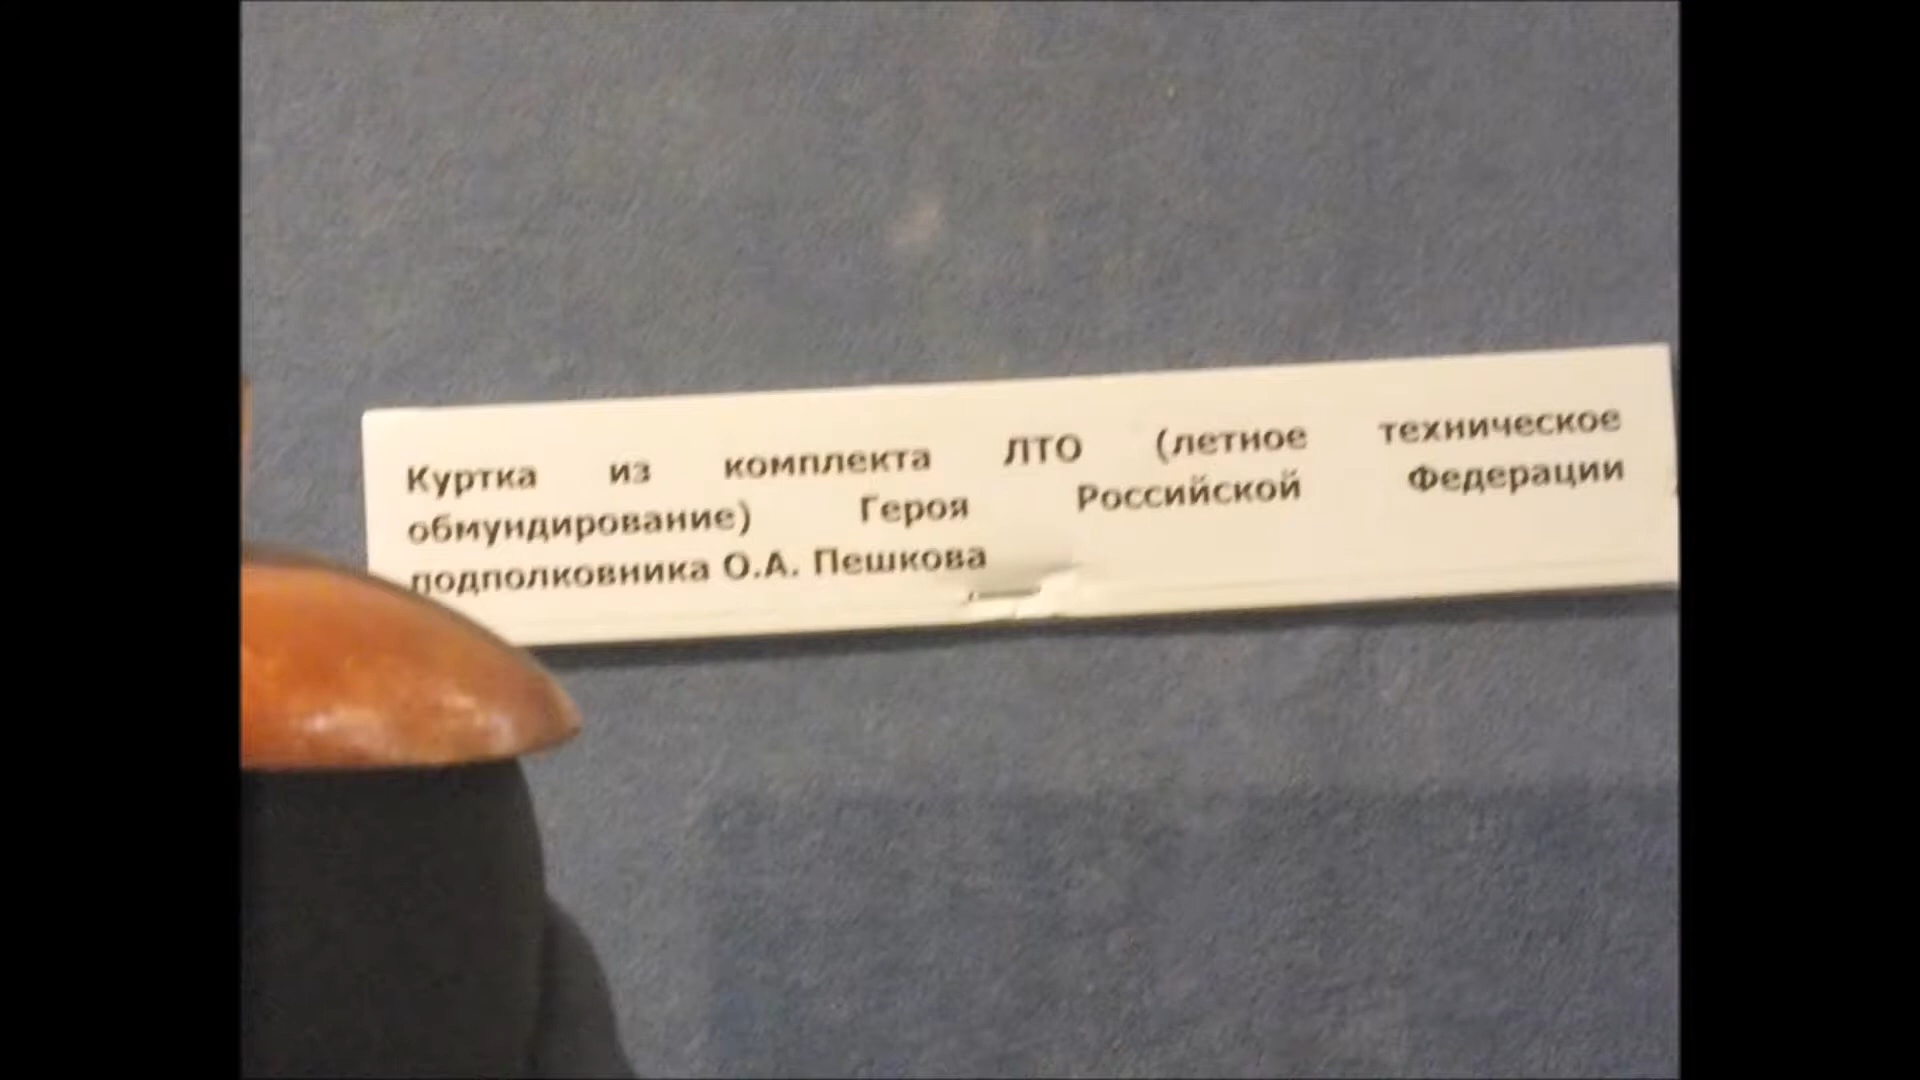 Куртка из комплекта ЛТО (летное техническое
обмундирование) Героя Российской Федерации
подполковника О.А. Пешкова